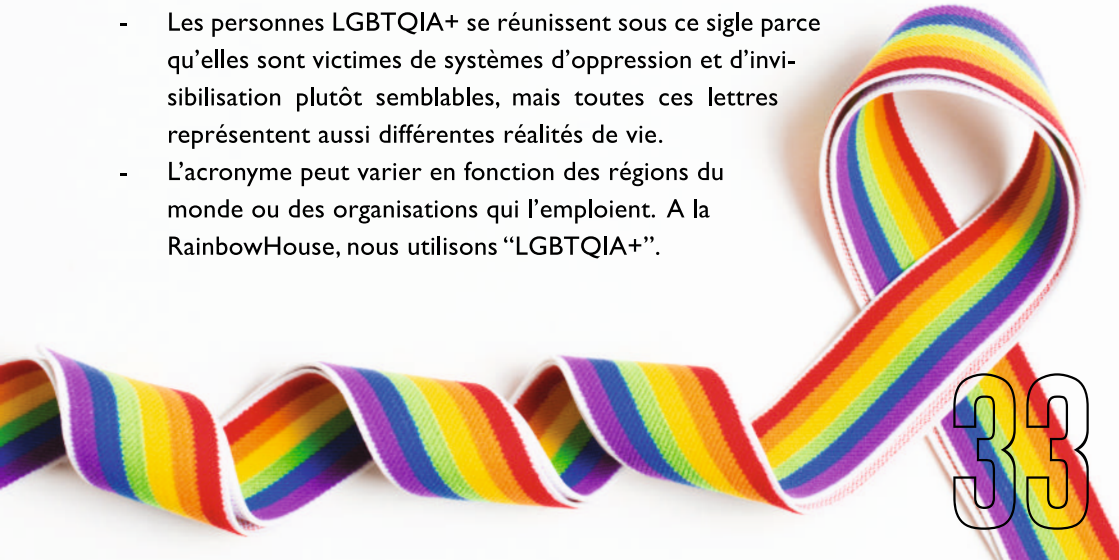 - Les personnes LGBTQIA+ se réunissent sous ce sigle parce
qu’elles sont victimes de systèmes d’oppression et d’invi-
sibilisation plutôt semblables, mais toutes ces lettres
représentent aussi différentes réalités de vie.
- L’acronyme peut varier en fonction des régions du
monde ou des organisations qui l'emploient. A la
RainbowHouse, nous utilisons “LGBTQIA+”.
33